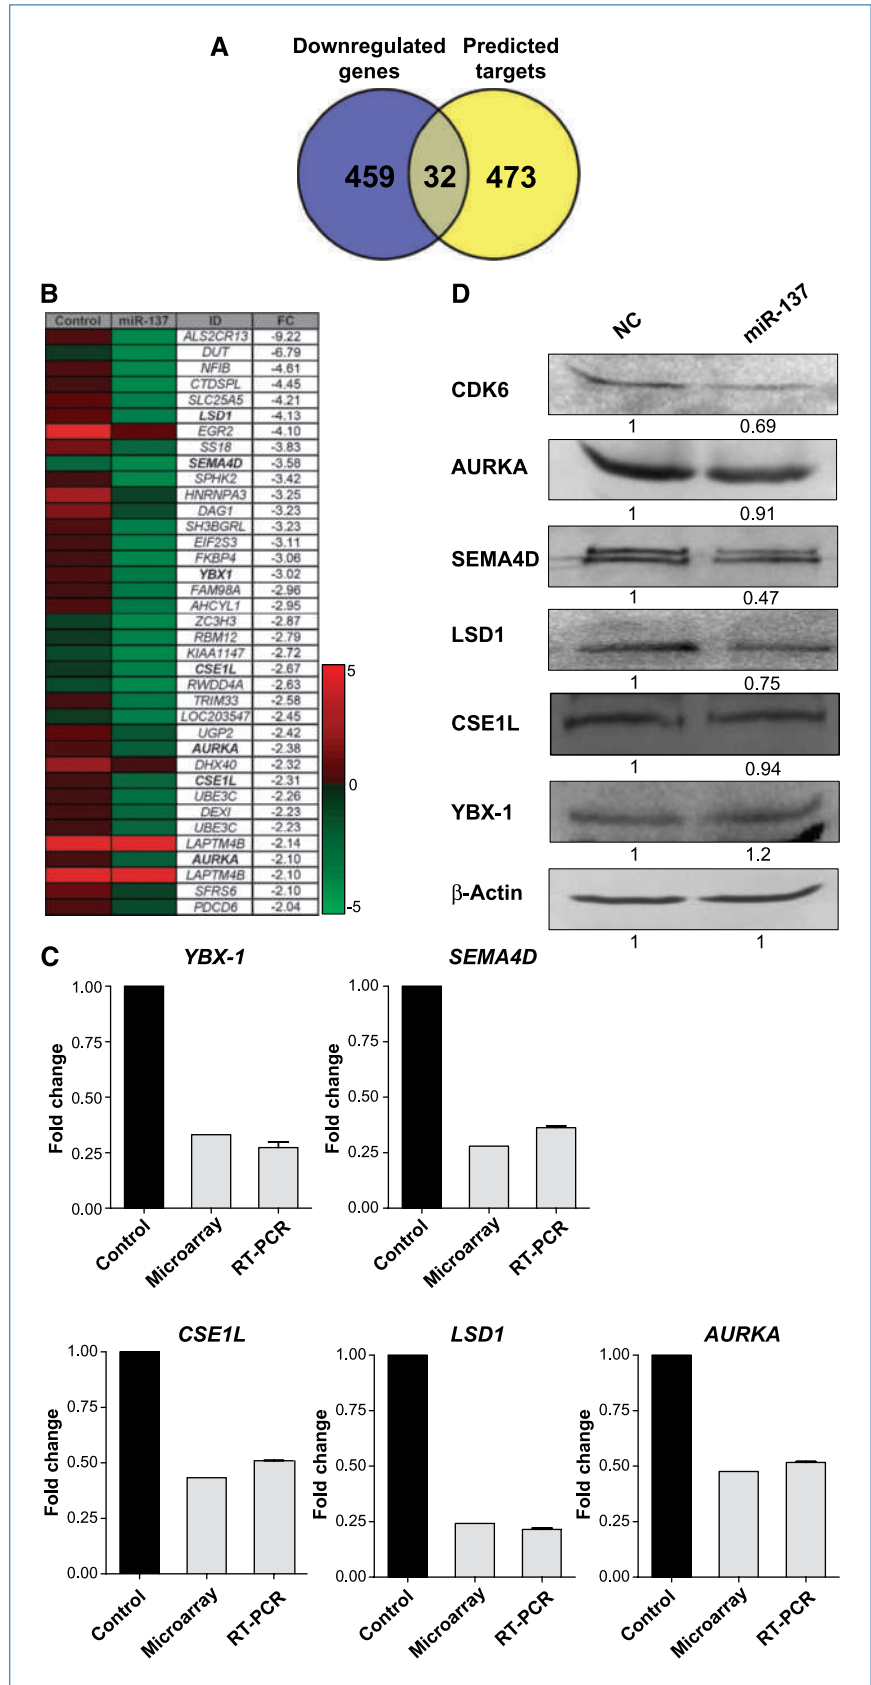 A
Downregulated genes
Predicted targets
459
32
473
B
Control miR-137 ID FC
ALS2CR13 -9.22
DUT -6.79
NFIB -4.61
CTDSPL -4.45
SLC25A5 -4.21
LSD1 -4.13
EGR2 -4.10
SS18 -3.83
SEMA4D -3.58
SPHK2 -3.42
HNRNPA3 -3.25
DAG1 -3.23
SH3BGRL -3.23
EIF2S3 -3.11
FKBP4 -3.06
YBX1 -3.02
FAM98A -2.96
AHCYL1 -2.95
ZC3H3 -2.87
RBM12 -2.79
KIAA1147 -2.72
CSE1L -2.67
RWDD4A -2.63
TRIM33 -2.58
LOC203547 -2.45
UGP2 -2.42
AURKA -2.38
DHX40 -2.32
CSE1L -2.31
UBE3C -2.26
DEXI -2.23
UBE3C -2.23
LAPTM4B -2.14
AURKA -2.10
LAPTM4B -2.10
SFRS6 -2.10
PDCD6 -2.04
5
0
-5
D
NC miR-137
CDK6
1 0.69
AURKA
1 0.91
SEMA4D
1 0.47
LSD1
1 0.75
CSE1L
1 0.94
YBX-1
1 1.2
β-Actin
1 1
C
YBX-1
Fold change
1.00
0.75
0.50
0.25
0.00
Control Microarray RT-PCR
SEMA4D
Fold change
1.00
0.75
0.50
0.25
0.00
Control Microarray RT-PCR
CSE1L
Fold change
1.00
0.75
0.50
0.25
0.00
Control Microarray RT-PCR
LSD1
Fold change
1.00
0.75
0.50
0.25
0.00
Control Microarray RT-PCR
AURKA
Fold change
1.00
0.75
0.50
0.25
0.00
Control Microarray RT-PCR